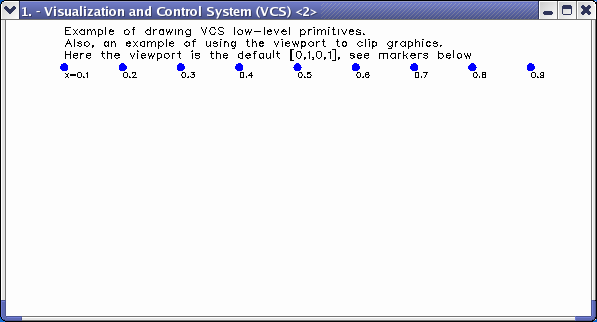 1. - Visualization and Control System (VCS) <2>
Example of drawing VCS low-level primitives.
Also, an example of using the viewport to clip graphics.
Here the viewport is the default [0,1,0,1], see markers below
x=0.1 0.2 0.3 0.4 0.5 0.6 0.7 0.8 0.9